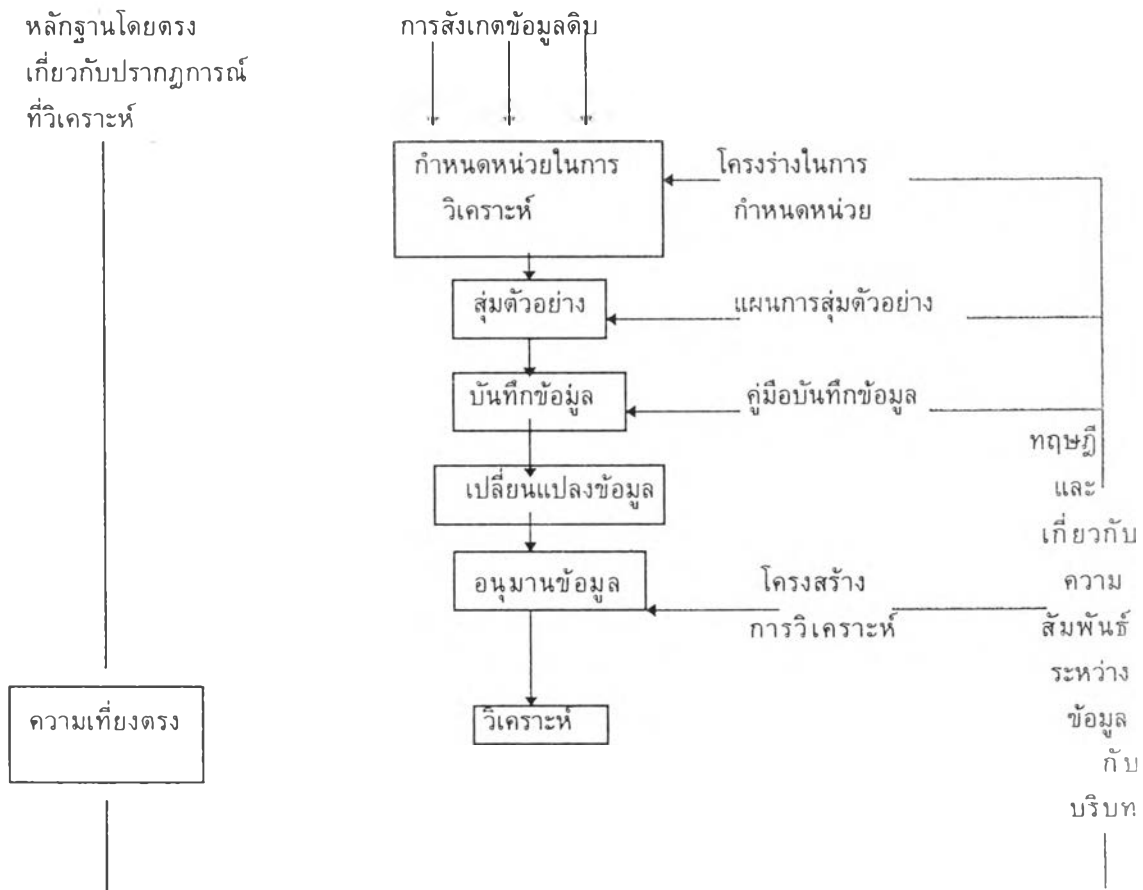 หลักฐานโดยตรง
เกี่ยวกับปรากฏการณ์
ที่วิเคราะห์
การสังเกตข้อมูลดิบ
กำหนดหน่วยในการ
วิเคราะห์
โครงร่างในการ
กำหนดหน่วย
สุ่มตัวอย่าง
แผนการสุ่มตัวอย่าง
บันทึกข้อมูล
คู่มือบันทึกข้อมูล
เปลี่ยนแปลงข้อมูล
อนุมานข้อมูล
โครงสร้าง
การวิเคราะห์
วิเคราะห์
ความเที่ยงตรง
ทฤษฎี
และ
เกี่ยวกับ
ความ
สัมพันธ์
ระหว่าง
ข้อมูล
กับ
บริบท